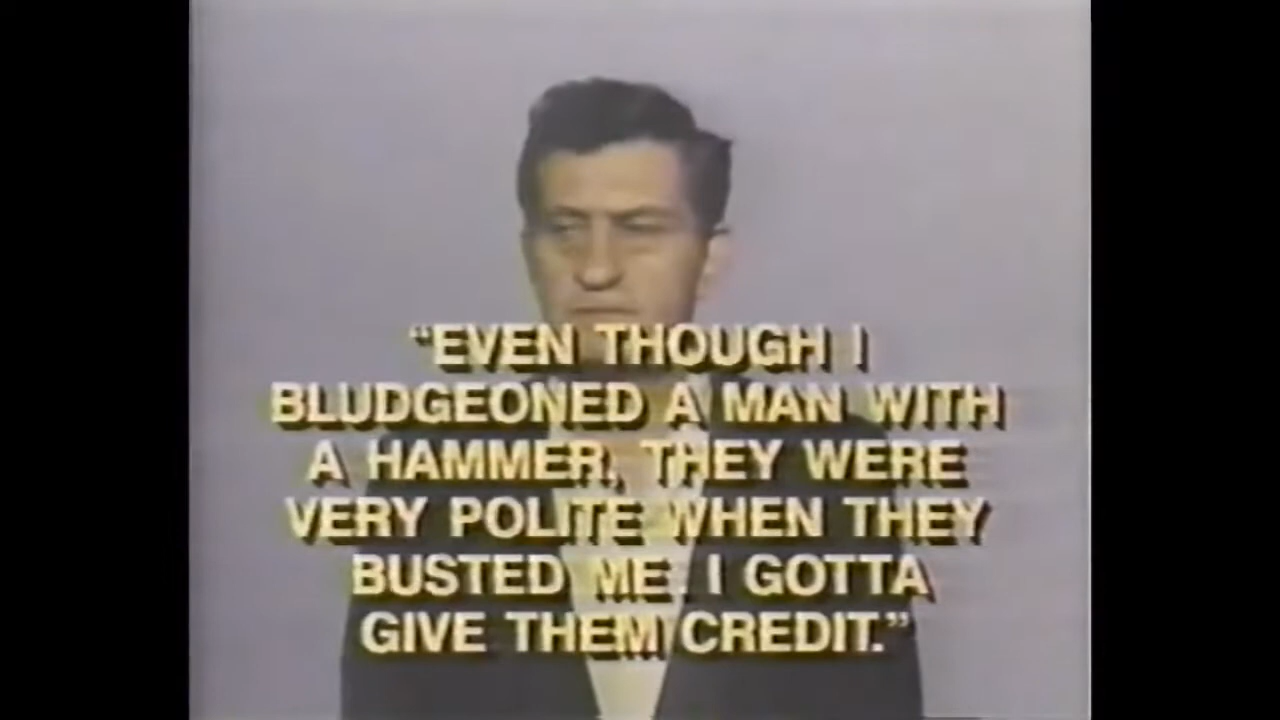 “EVEN THOUGH I
BLUDGEONED A MAN WITH
A HAMMER, THEY WERE
VERY POLITE WHEN THEY
BUSTED ME. I GOTTA
GIVE THEM CREDIT.”